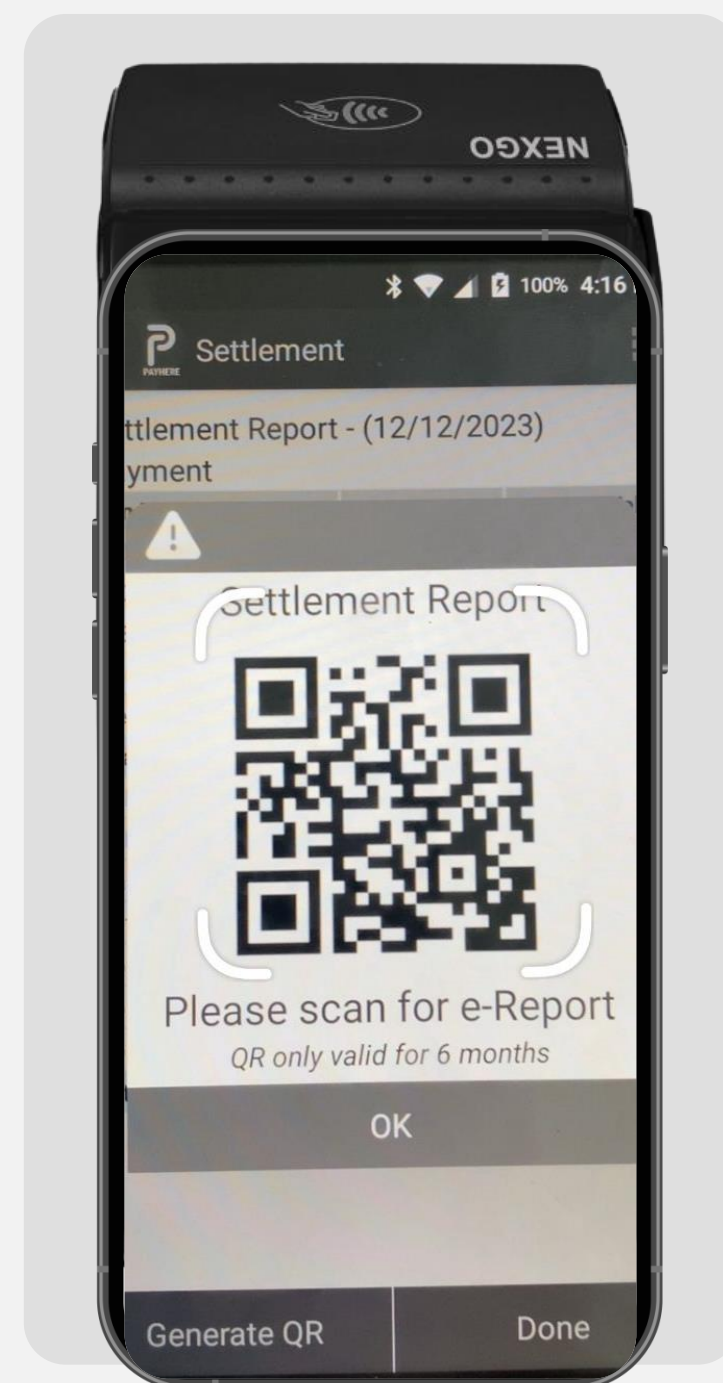 NEXGO
100% 4:16
PAYHERE
Settlement
ttlement Report - (12/12/2023)
yment
Settlement Report
Please scan for e-Report
QR only valid for 6 months
OK
Generate QR
Done